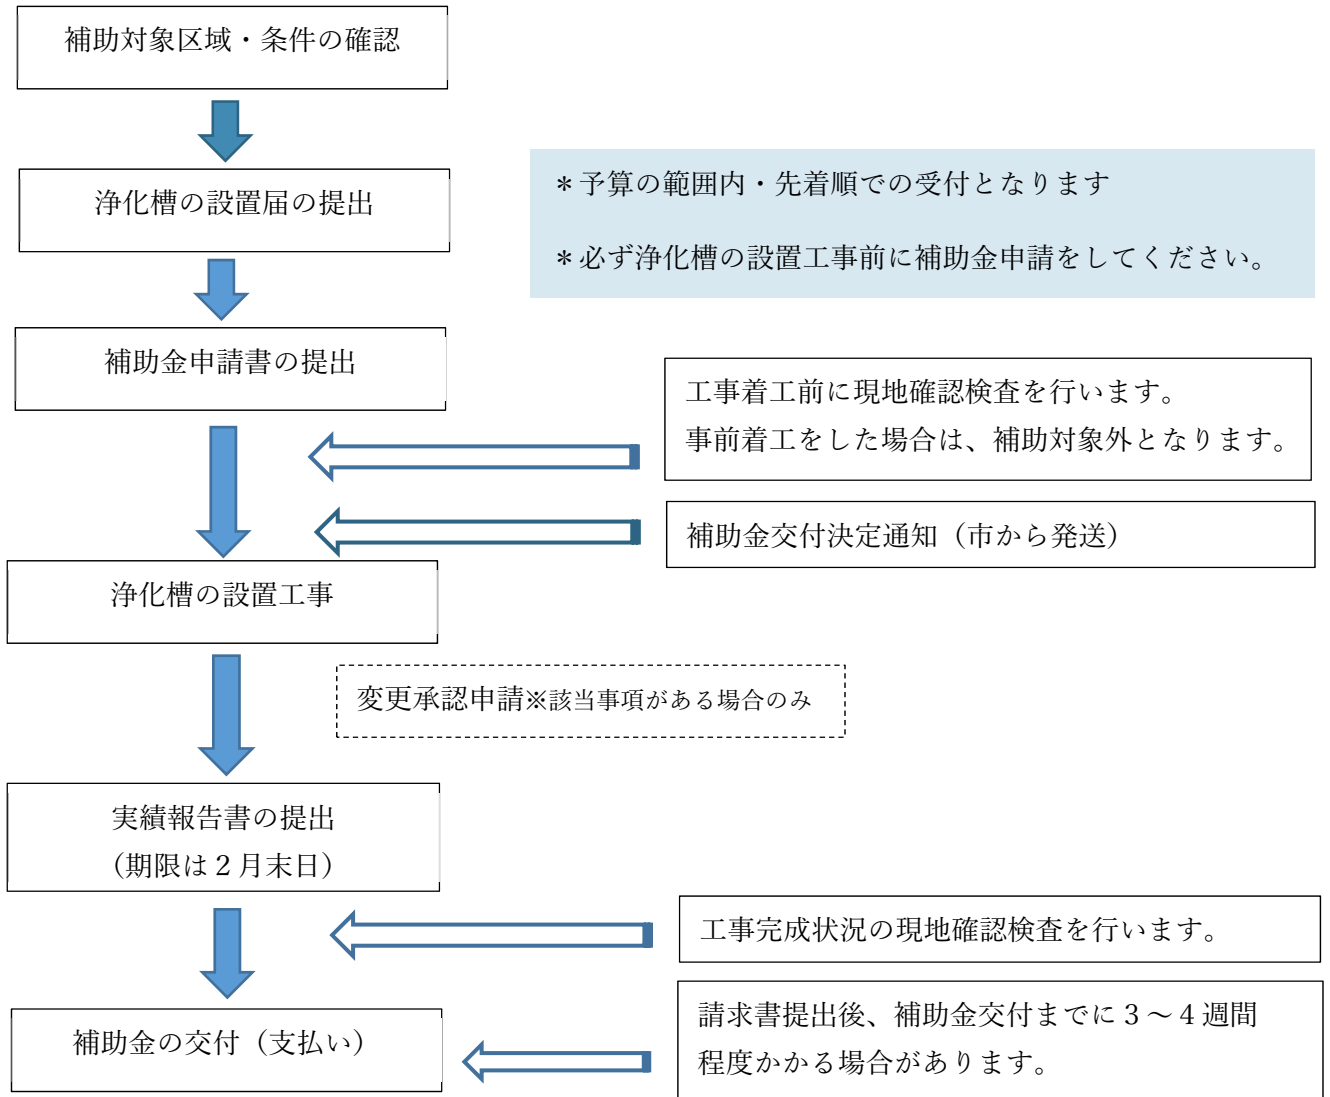 補助対象区域・条件の確認
浄化槽の設置届の提出
＊予算の範囲内・先着順での受付となります
＊必ず浄化槽の設置工事前に補助金申請をしてください。
補助金申請書の提出
工事着工前に現地確認検査を行います。
事前着工をした場合は、補助対象外となります。
補助金交付決定通知（市から発送）
浄化槽の設置工事
変更承認申請※該当事項がある場合のみ
実績報告書の提出
（期限は２月末日）
工事完成状況の現地確認検査を行います。
補助金の交付（支払い）
請求書提出後、補助金交付までに３～４週間
程度かかる場合があります。